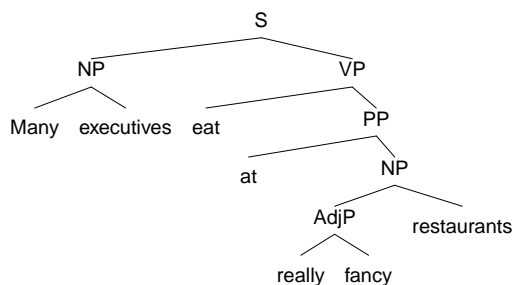 S
NP VP
Many executives eat PP
at NP
AdjP restaurants
really fancy